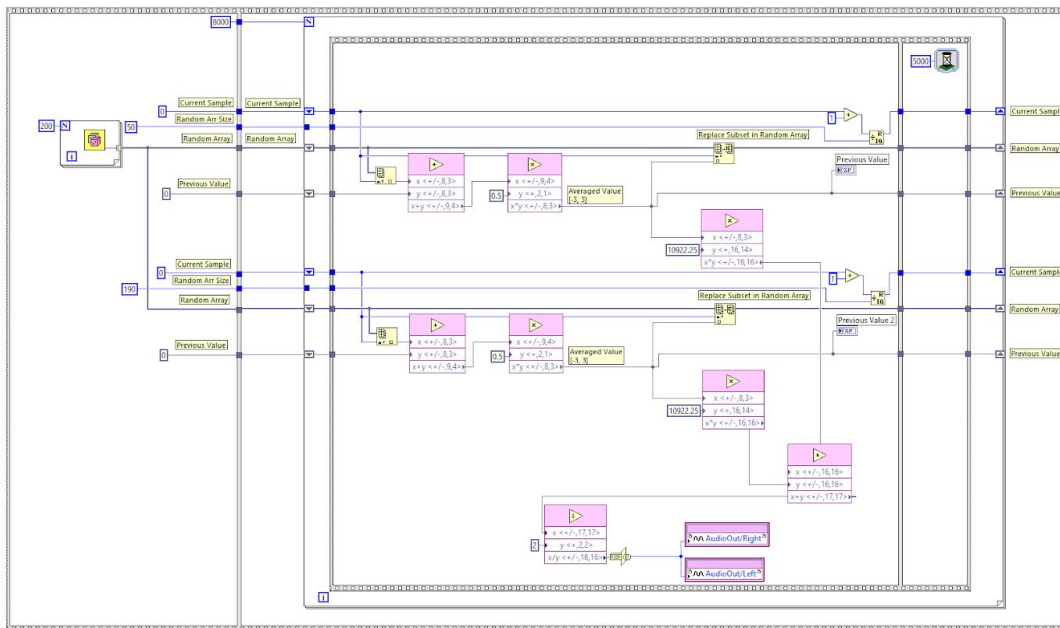 8000
N
5000
Current Sample
Current Sample
Current Sample
0
200
N
50
Random Arr Size
1
+
R
IQ
Random Array
Random Array
Random Array
i
Replace Subset in Random Array
+
x
Previous Value
Previous Value
Previous Value
0
x <+/-,8,3>
x <+/-,9,4>
FXP
y <+/-,8,3>
0.5
y <+,2,1>
Averaged Value
[-3, 3]
x+y <+/-,9,4>
x*y <+/-,8,3>
x
x <+/-,8,3>
10922.25
y <+,16,14>
x*y <+/-,16,16>
Current Sample
Current Sample
0
Random Arr Size
190
1
+
R
IQ
Random Array
Random Array
Replace Subset in Random Array
+
x
Previous Value 2
FXP
Previous Value
Previous Value
0
x <+/-,8,3>
x <+/-,9,4>
y <+/-,8,3>
0.5
y <+,2,1>
Averaged Value
[-3, 3]
x+y <+/-,9,4>
x*y <+/-,8,3>
x
x <+/-,8,3>
10922.25
y <+,16,14>
x*y <+/-,16,16>
+
x <+/-,16,16>
y <+/-,16,16>
x+y <+/-,17,17>
÷
x <+/-,17,17>
2
y <+,2,2>
x/y <+/-,16,16>
AudioOut/Right
AudioOut/Left
i